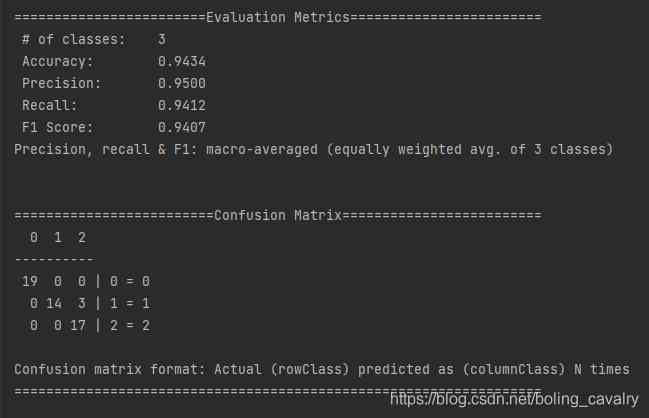 ========================Evaluation Metrics========================
 # of classes:    3
 Accuracy:        0.9434
 Precision:       0.9500
 Recall:          0.9412
 F1 Score:        0.9407
Precision, recall & F1: macro-averaged (equally weighted avg. of 3 classes)
=========================Confusion Matrix=========================
  0  1  2
----------
 19  0  0 | 0 = 0
  0 14  3 | 1 = 1
  0  0 17 | 2 = 2
Confusion matrix format: Actual (rowClass) predicted as (columnClass) N times
==================================================================
https://blog.csdn.net/boling_cavalry